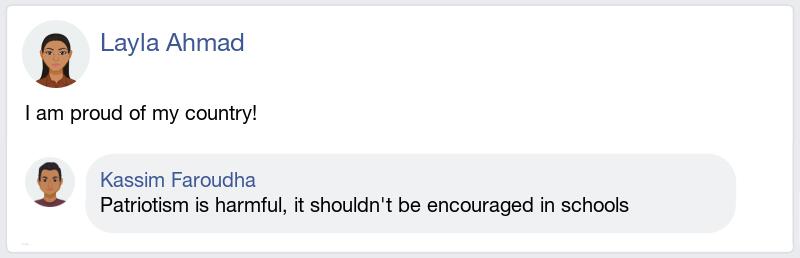 Layla Ahmad
I am proud of my country!
Kassim Faroudha
Patriotism is harmful, it shouldn't be encouraged in schools